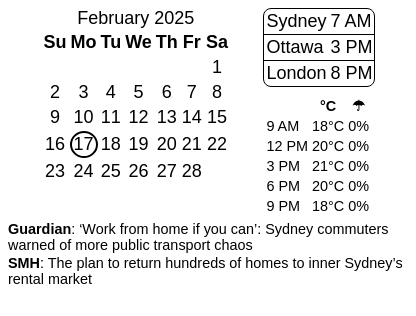 February 2025
Su Mo Tu We Th Fr Sa
1
2 3 4 5 6 7 8
9 10 11 12 13 14 15
16 17 18 19 20 21 22
23 24 25 26 27 28
Sydney 7 AM
Ottawa 3 PM
London 8 PM
°C ☂
9 AM 18°C 0%
12 PM 20°C 0%
3 PM 21°C 0%
6 PM 20°C 0%
9 PM 18°C 0%
Guardian: ‘Work from home if you can’: Sydney commuters
warned of more public transport chaos
SMH: The plan to return hundreds of homes to inner Sydney’s
rental market